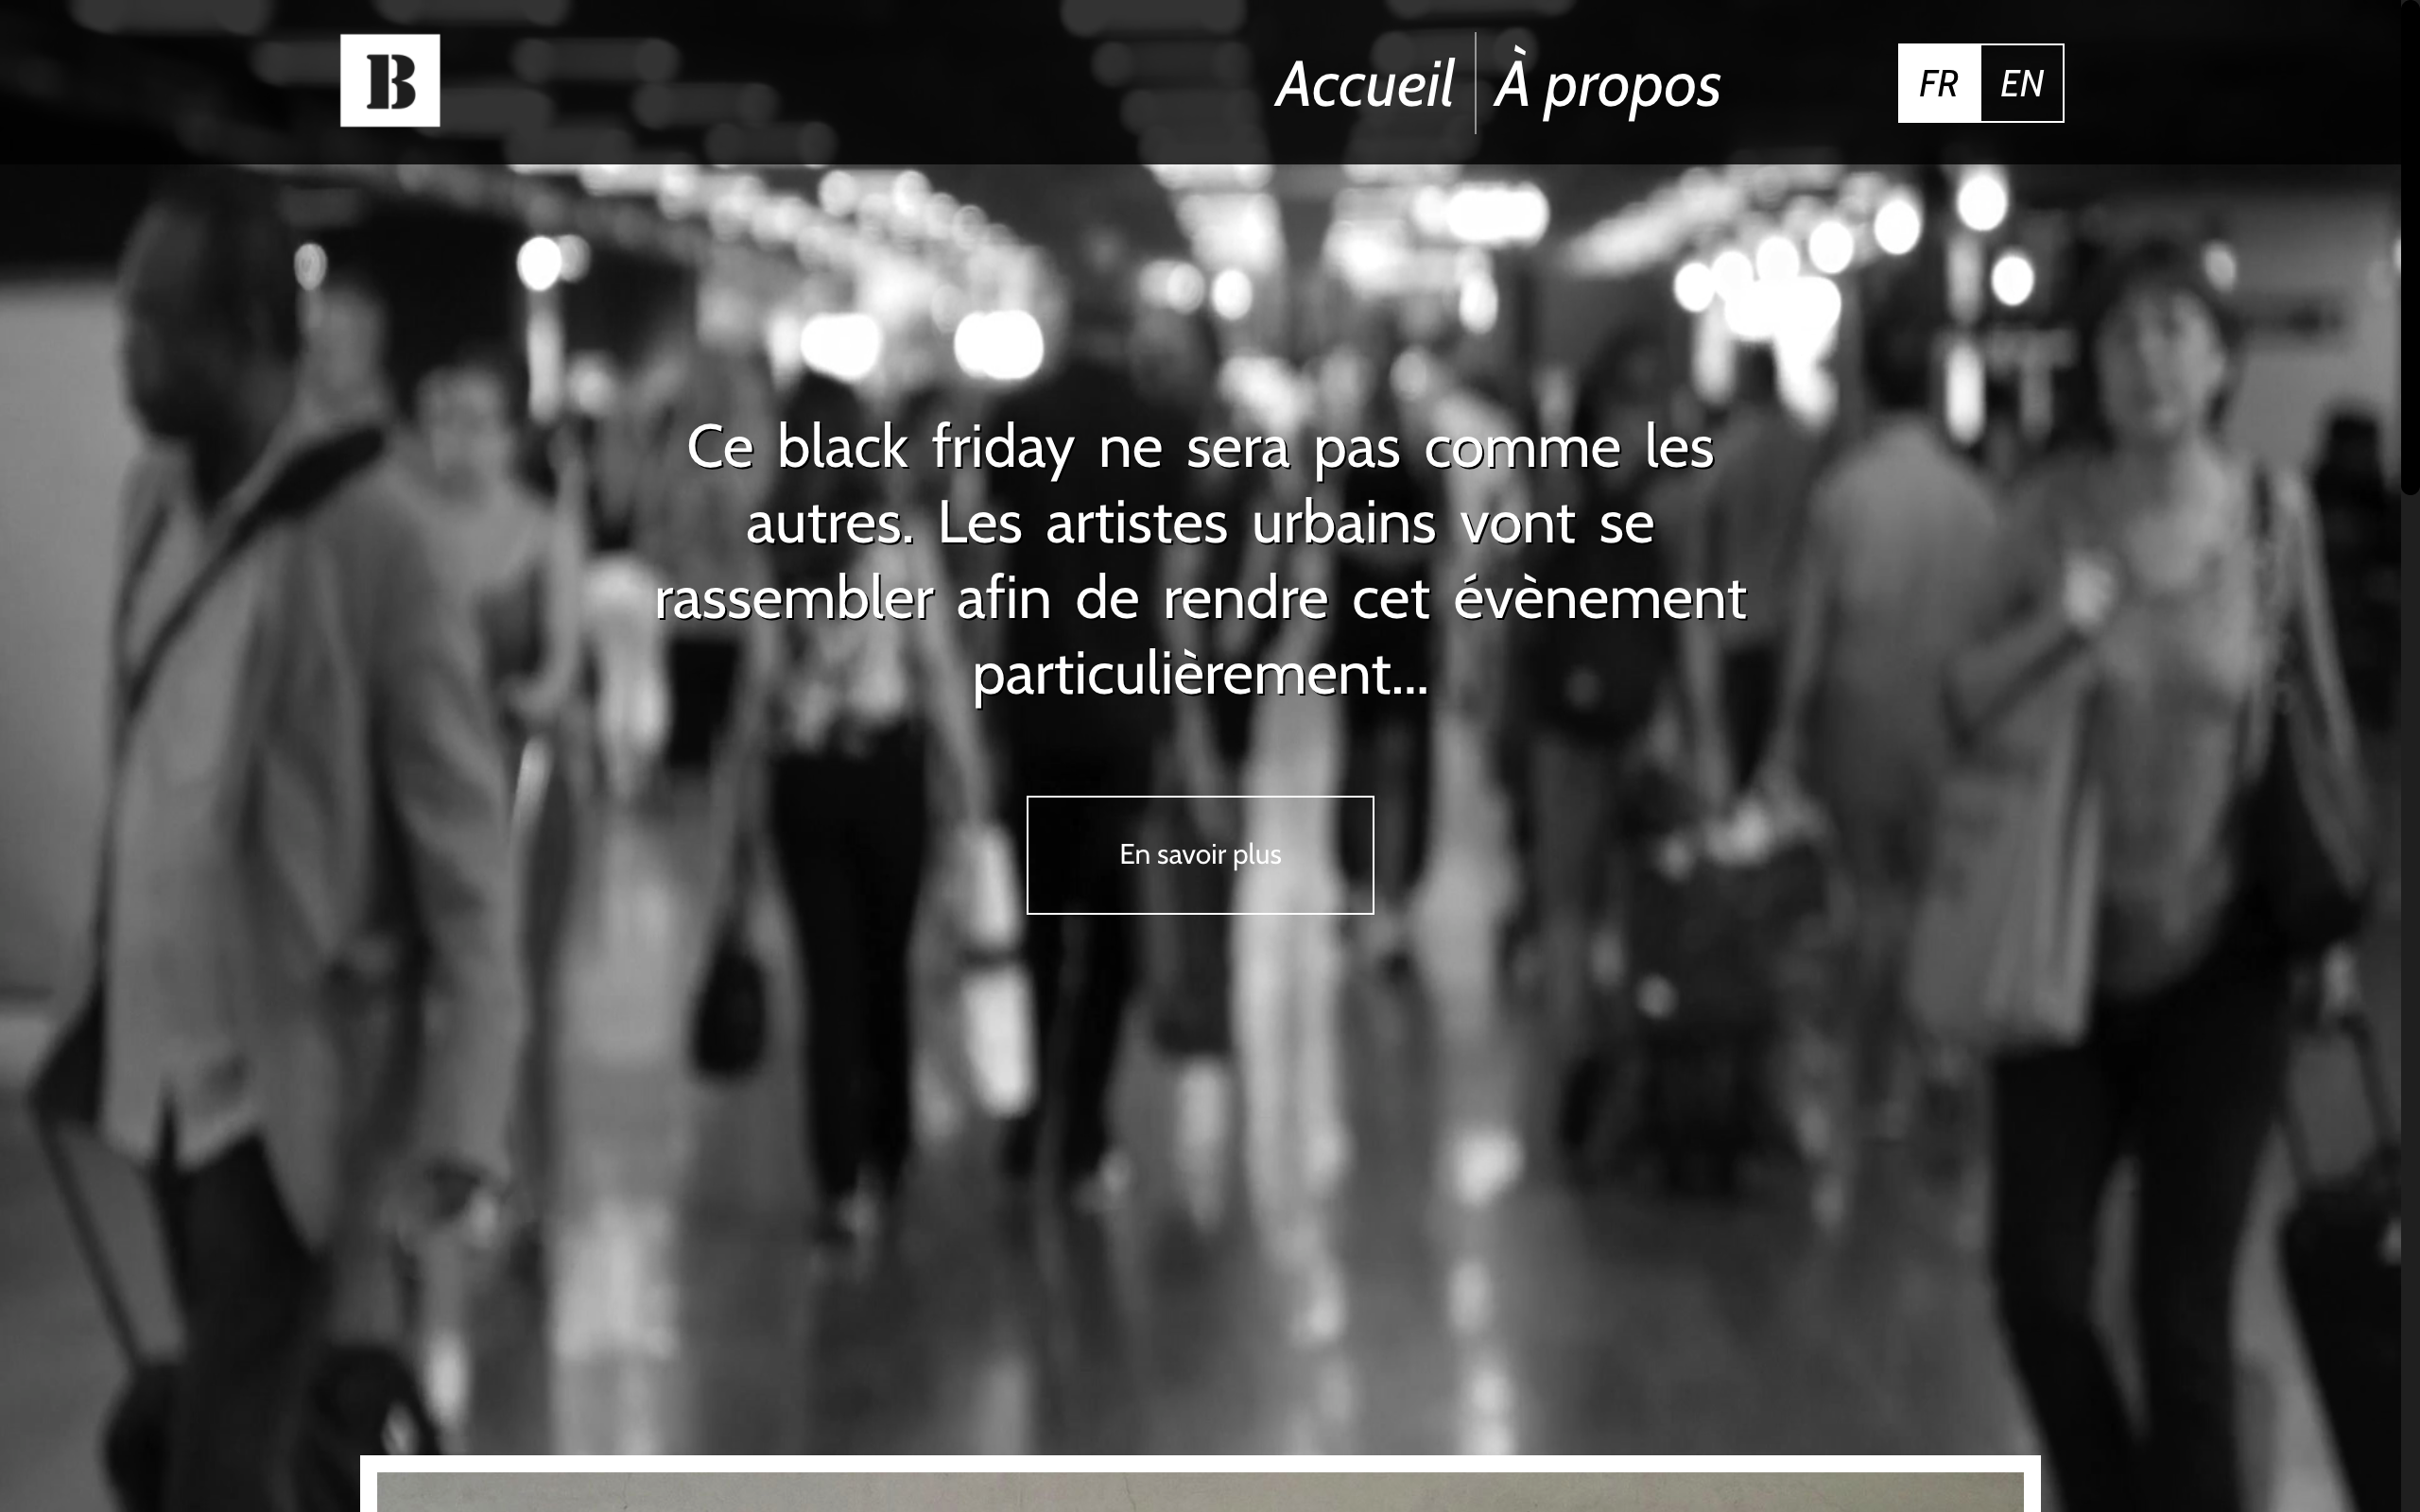 B
Accueil
À propos
FR
EN
Ce black friday ne sera pas comme les
autres. Les artistes urbains vont se
rassembler afin de rendre cet évènement
particulièrement...
En savoir plus